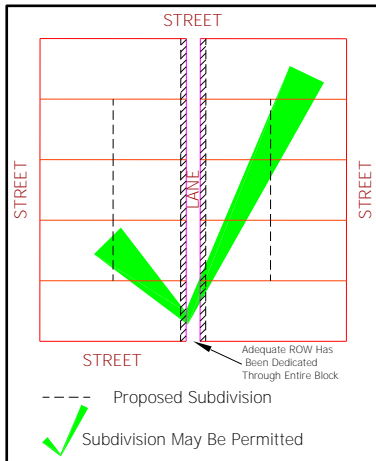 STREET
STREET
LANE
STREET
STREET
Adequate ROW Has
Been Dedicated
Through Entire Block
Proposed Subdivision
Subdivision May Be Permitted